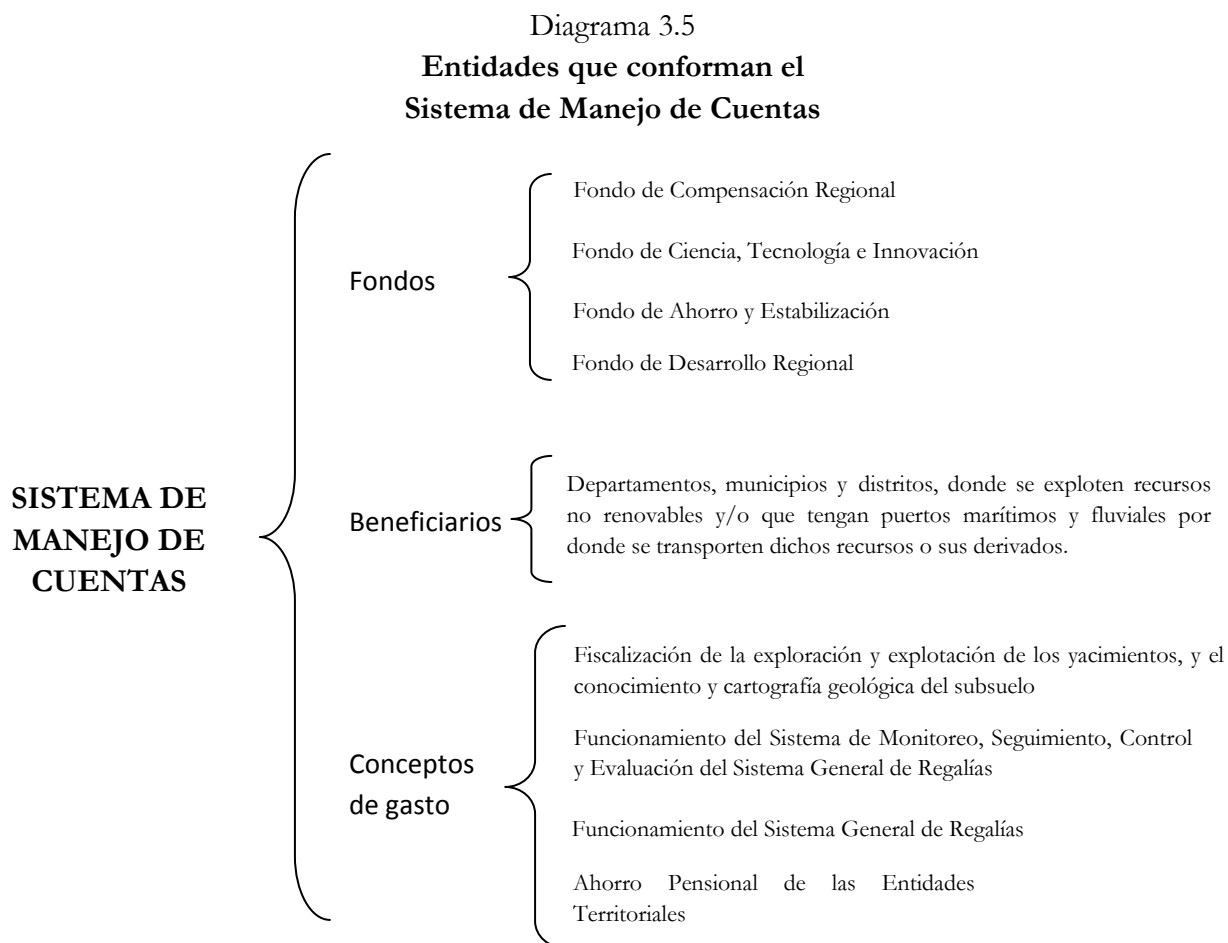 Diagrama 3.5
Entidades que conforman el
Sistema de Manejo de Cuentas
SISTEMA DE
MANEJO DE
CUENTAS
Fondos
Fondo de Compensación Regional
Fondo de Ciencia, Tecnología e Innovación
Fondo de Ahorro y Estabilización
Fondo de Desarrollo Regional
Beneficiarios
Departamentos, municipios y distritos, donde se exploten recursos
no renovables y/o que tengan puertos marítimos y fluviales por
donde se transporten dichos recursos o sus derivados.
Conceptos
de gasto
Fiscalización de la exploración y explotación de los yacimientos, y el
conocimiento y cartografía geológica del subsuelo
Funcionamiento del Sistema de Monitoreo, Seguimiento, Control
y Evaluación del Sistema General de Regalías
Funcionamiento del Sistema General de Regalías
Ahorro Pensional de las Entidades
Territoriales